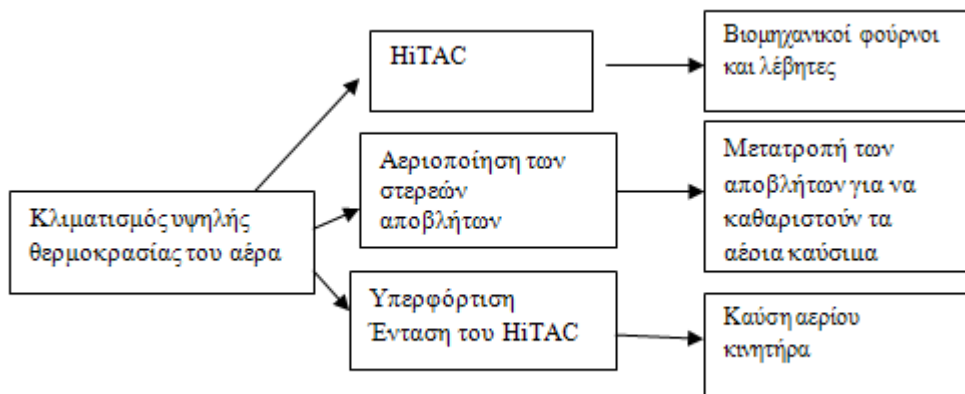 HiTAC
Βιομηχανικοί φούρνοι
και λέβητες
Κλιματισμός υψηλής
θερμοκρασίας του αέρα
Αεριοποίηση των
στερεών
αποβλήτων
Μετατροπή των
αποβλήτων για να
καθαριστούν τα
αέρια καύσιμα
Υπερφόρτιση
Ένταση του HiTAC
Καύση αερίου
κινητήρα